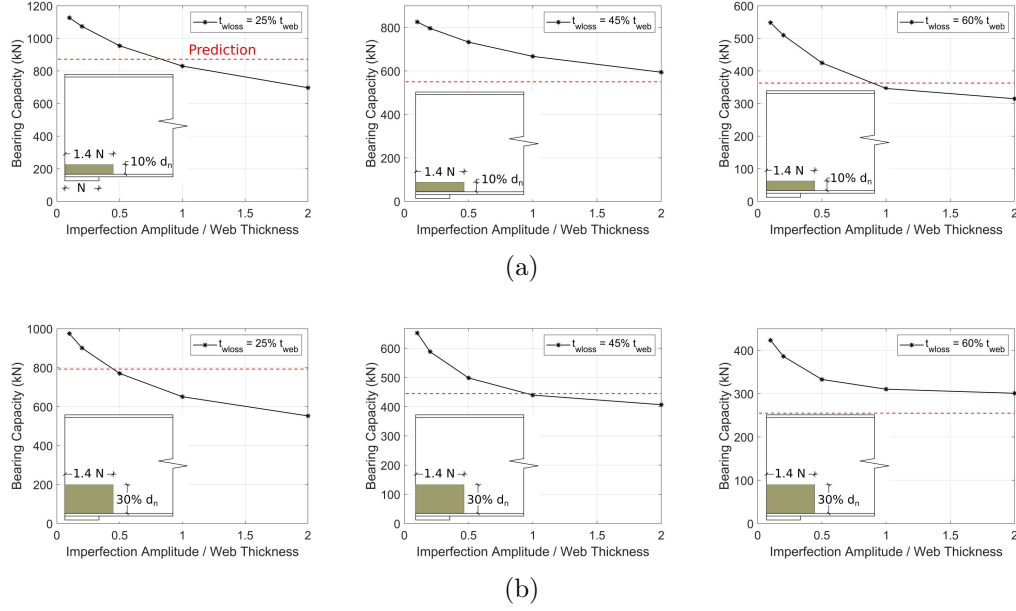 1200
1000
800
600
400
200
0
Bearing Capacity (kN)
t_wloss = 25% t_web
Prediction
1.4 N
10% d_n
N
0 0.5 1 1.5 2
Imperfection Amplitude / Web Thickness
1000
800
600
400
200
0
Bearing Capacity (kN)
t_wloss = 45% t_web
1.4 N
10% d_n
0 0.5 1 1.5 2
Imperfection Amplitude / Web Thickness
600
500
400
300
200
100
0
Bearing Capacity (kN)
t_wloss = 60% t_web
1.4 N
10% d_n
0 0.5 1 1.5 2
Imperfection Amplitude / Web Thickness
(a)
1000
800
600
400
200
0
Bearing Capacity (kN)
t_wloss = 25% t_web
1.4 N
30% d_n
0 0.5 1 1.5 2
Imperfection Amplitude / Web Thickness
600
500
400
300
200
100
0
Bearing Capacity (kN)
t_wloss = 45% t_web
1.4 N
30% d_n
0 0.5 1 1.5 2
Imperfection Amplitude / Web Thickness
400
300
200
100
0
Bearing Capacity (kN)
t_wloss = 60% t_web
1.4 N
30% d_n
0 0.5 1 1.5 2
Imperfection Amplitude / Web Thickness
(b)